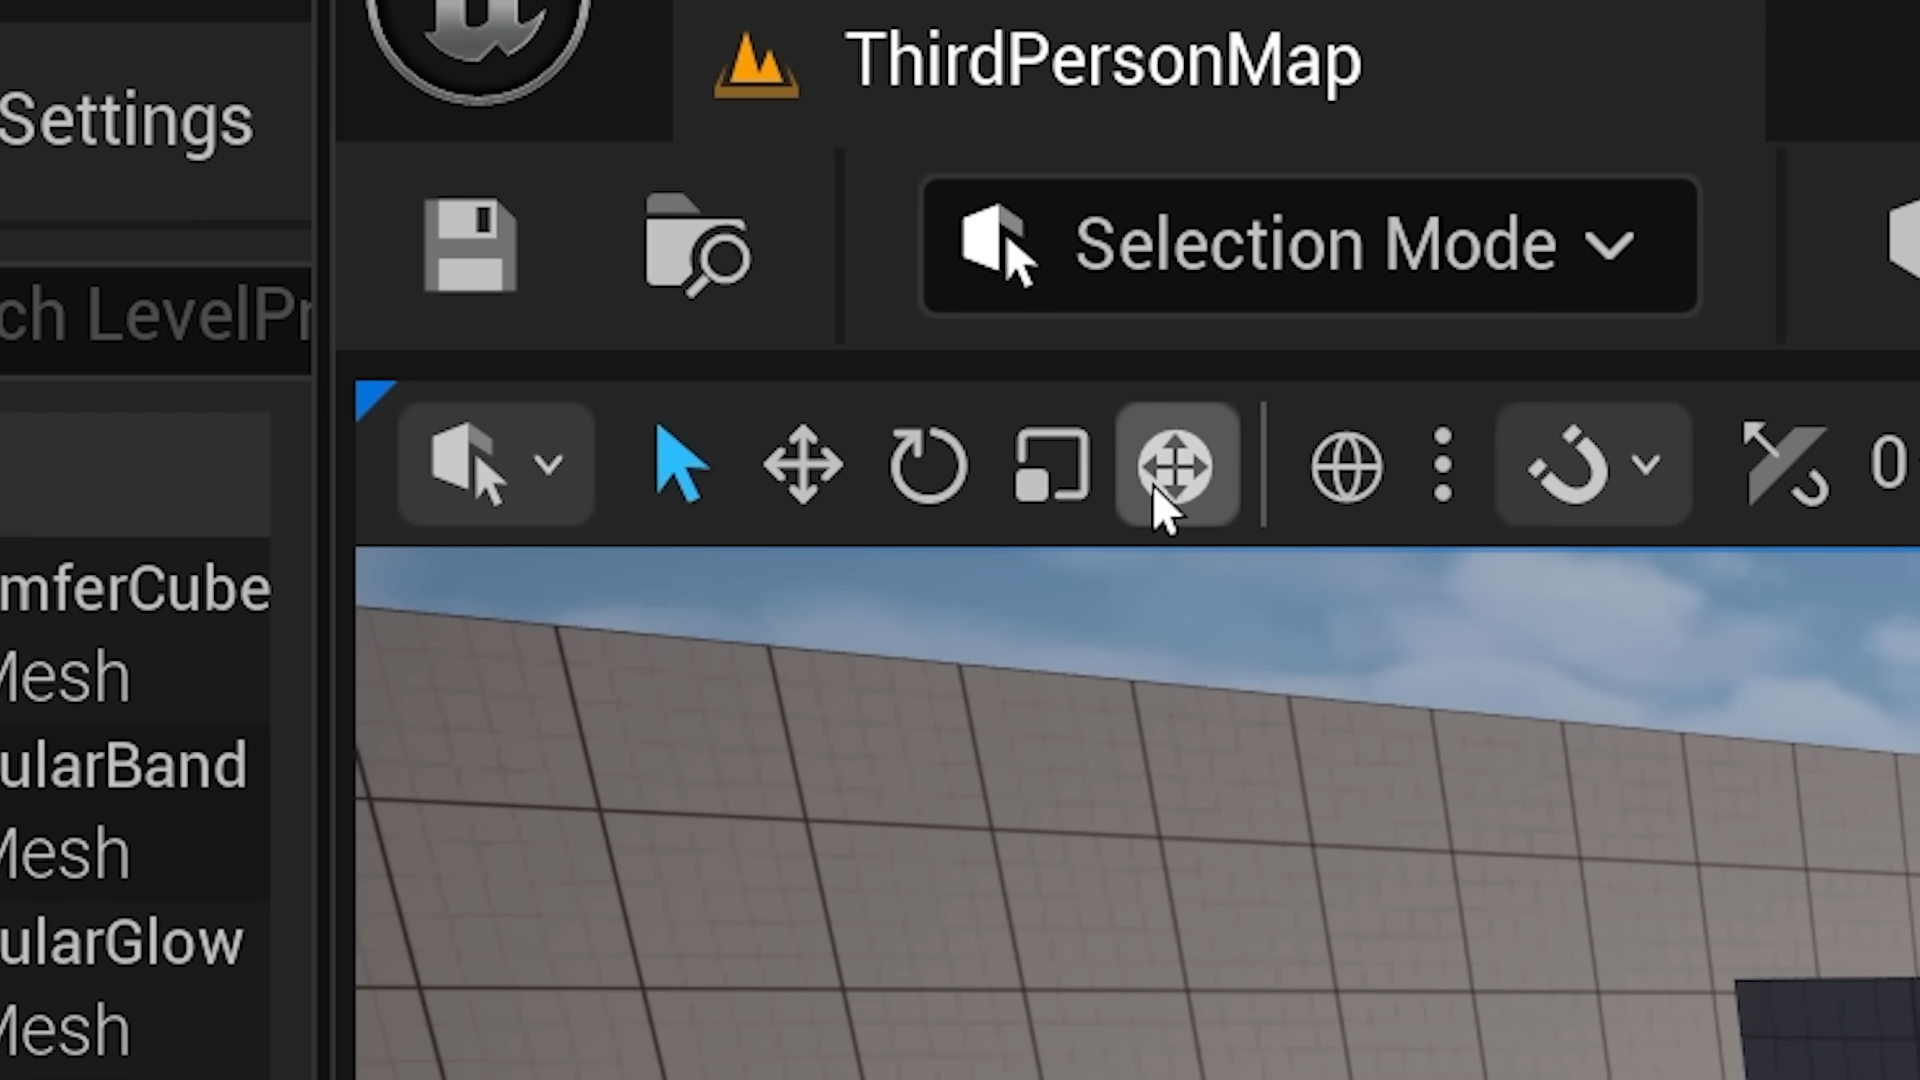 ThirdPersonMap
Settings
Selection Mode
ch LevelPr
0
mferCube
Mesh
ularBand
Mesh
ularGlow
Mesh